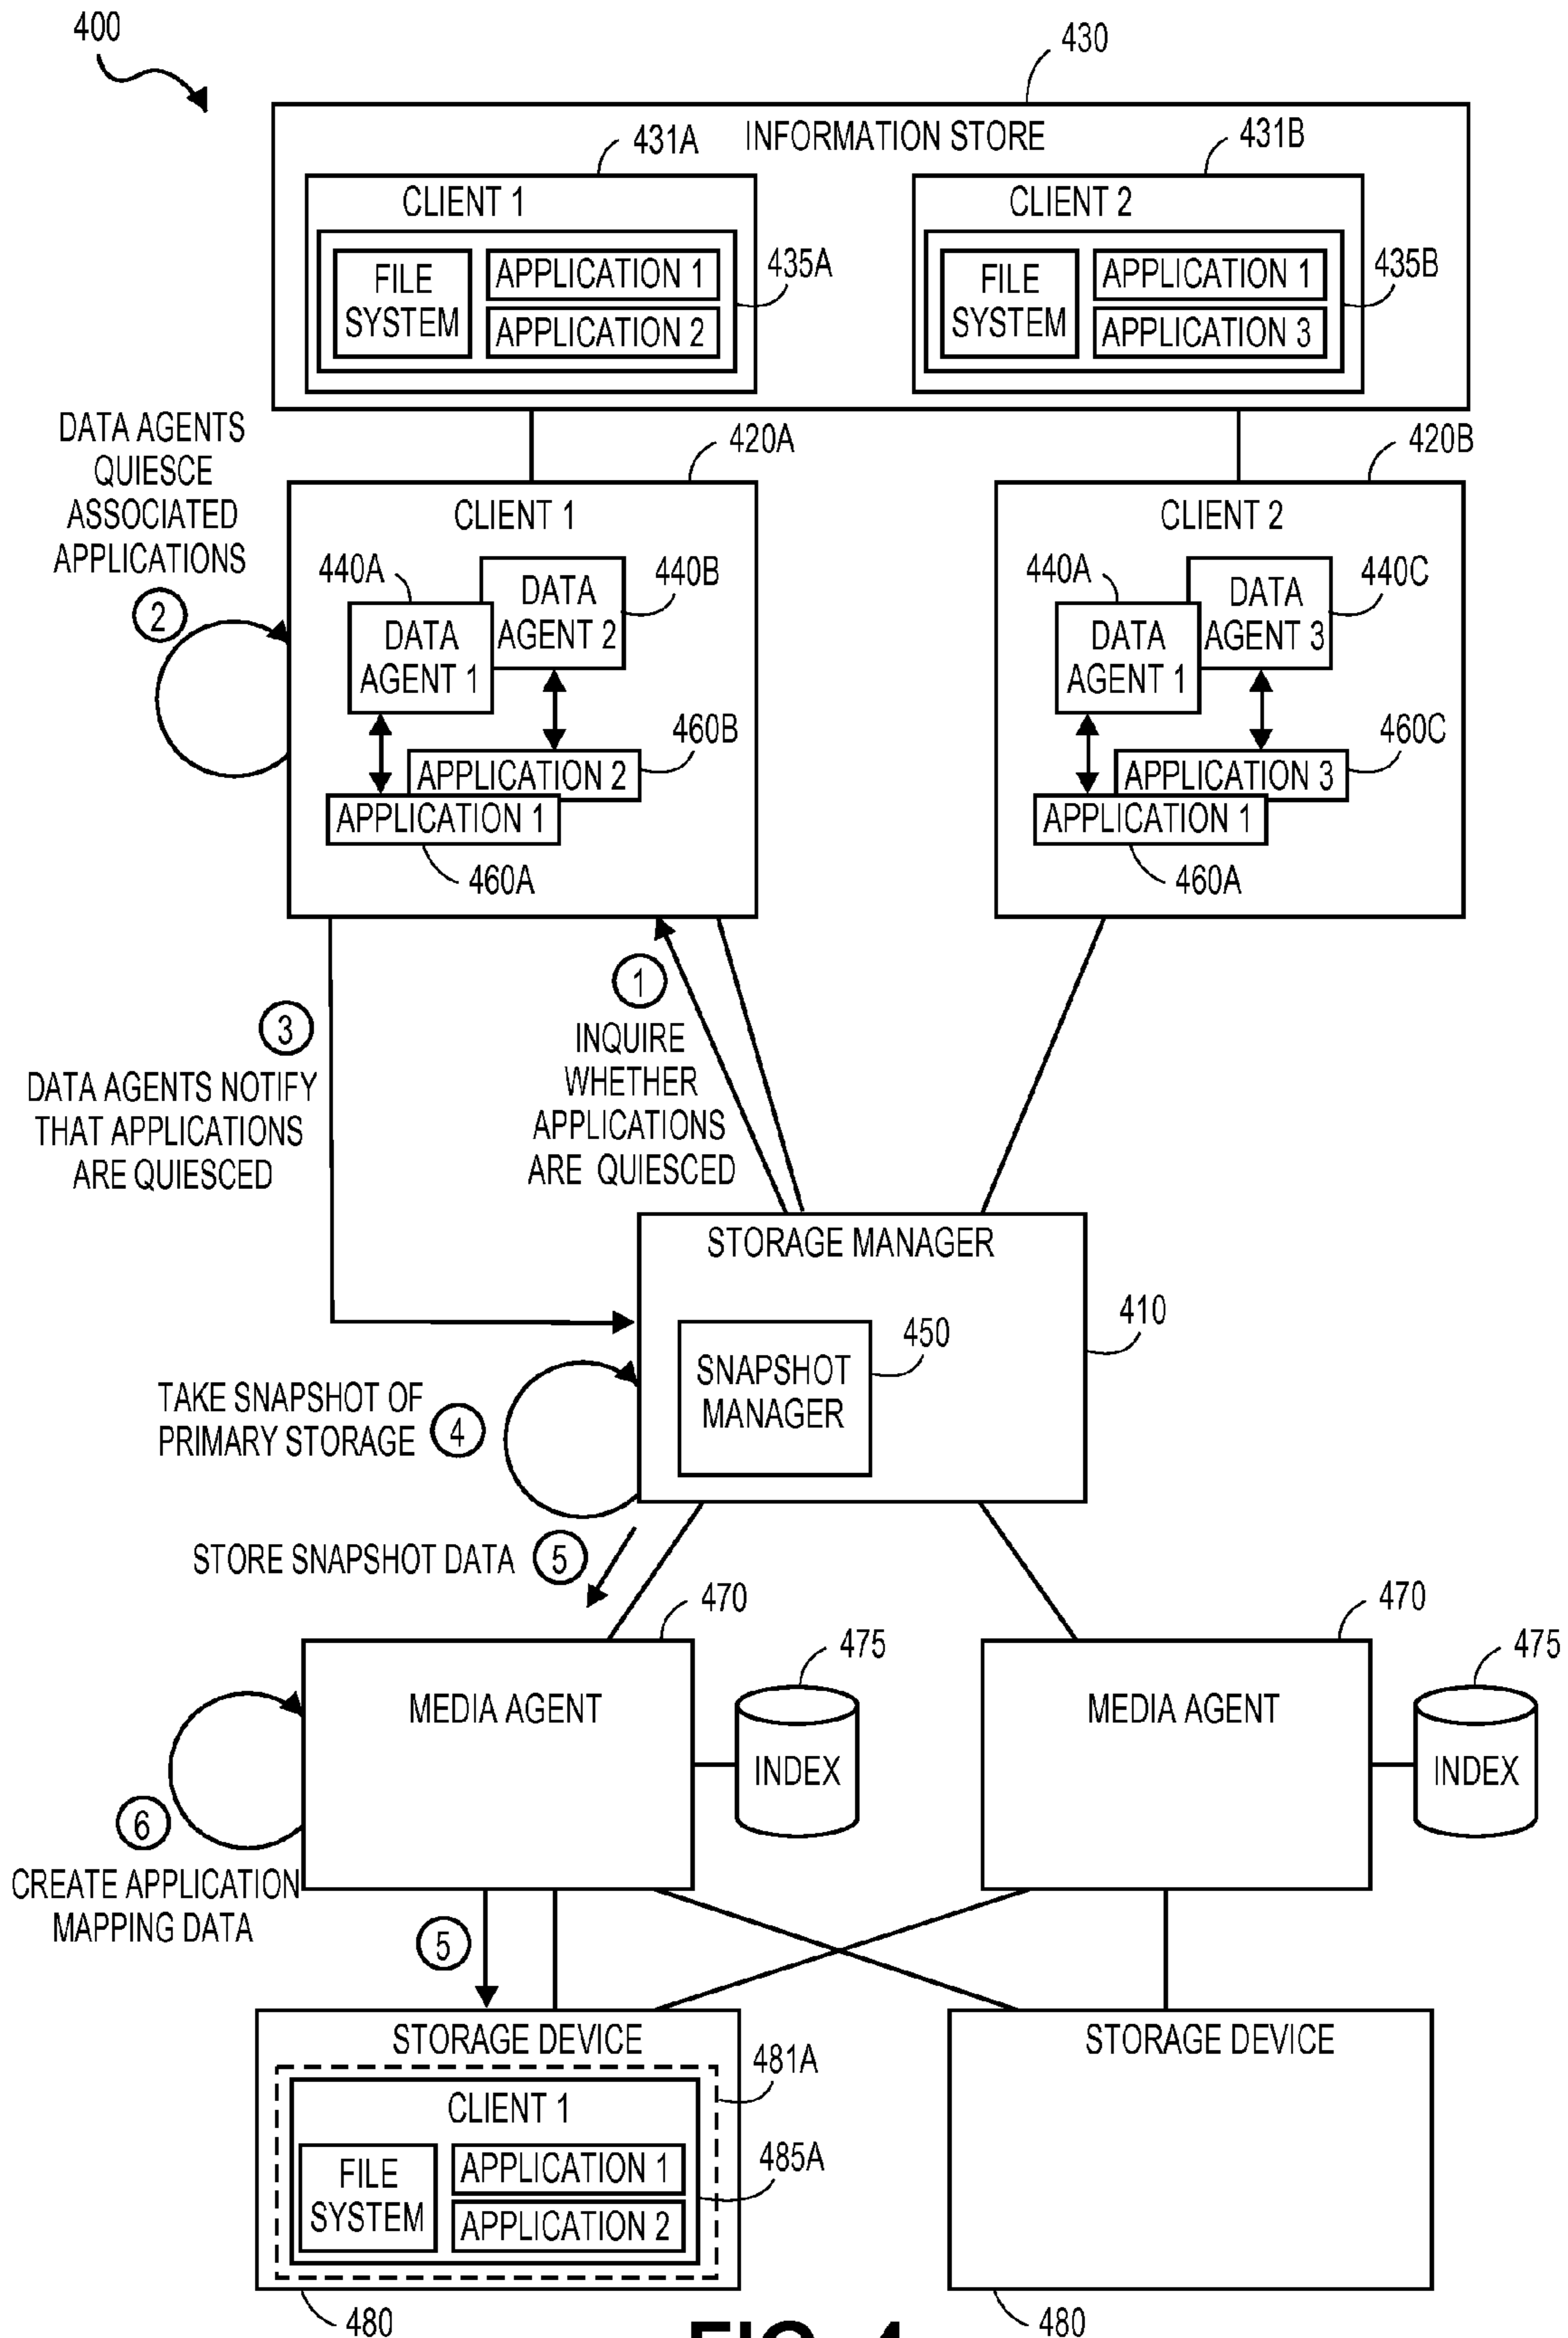 400
430
INFORMATION STORE
431A
431B
CLIENT 1
FILE
SYSTEM
APPLICATION 1
APPLICATION 2
435A
CLIENT 2
FILE
SYSTEM
APPLICATION 1
APPLICATION 3
435B
DATA AGENTS
QUIESCE
ASSOCIATED
APPLICATIONS
2
420A
CLIENT 1
440A
DATA
AGENT 1
440B
DATA
AGENT 2
460B
APPLICATION 2
APPLICATION 1
460A
420B
CLIENT 2
440A
DATA
AGENT 1
440C
DATA
AGENT 3
460C
APPLICATION 3
APPLICATION 1
460A
3
DATA AGENTS NOTIFY
THAT APPLICATIONS
ARE QUIESCED
1
INQUIRE
WHETHER
APPLICATIONS
ARE QUIESCED
STORAGE MANAGER
410
450
SNAPSHOT
MANAGER
TAKE SNAPSHOT OF
PRIMARY STORAGE
4
STORE SNAPSHOT DATA
5
470
MEDIA AGENT
475
INDEX
470
MEDIA AGENT
475
INDEX
6
CREATE APPLICATION
MAPPING DATA
5
STORAGE DEVICE
481A
CLIENT 1
FILE
SYSTEM
APPLICATION 1
APPLICATION 2
485A
480
STORAGE DEVICE
480
FIG. 4